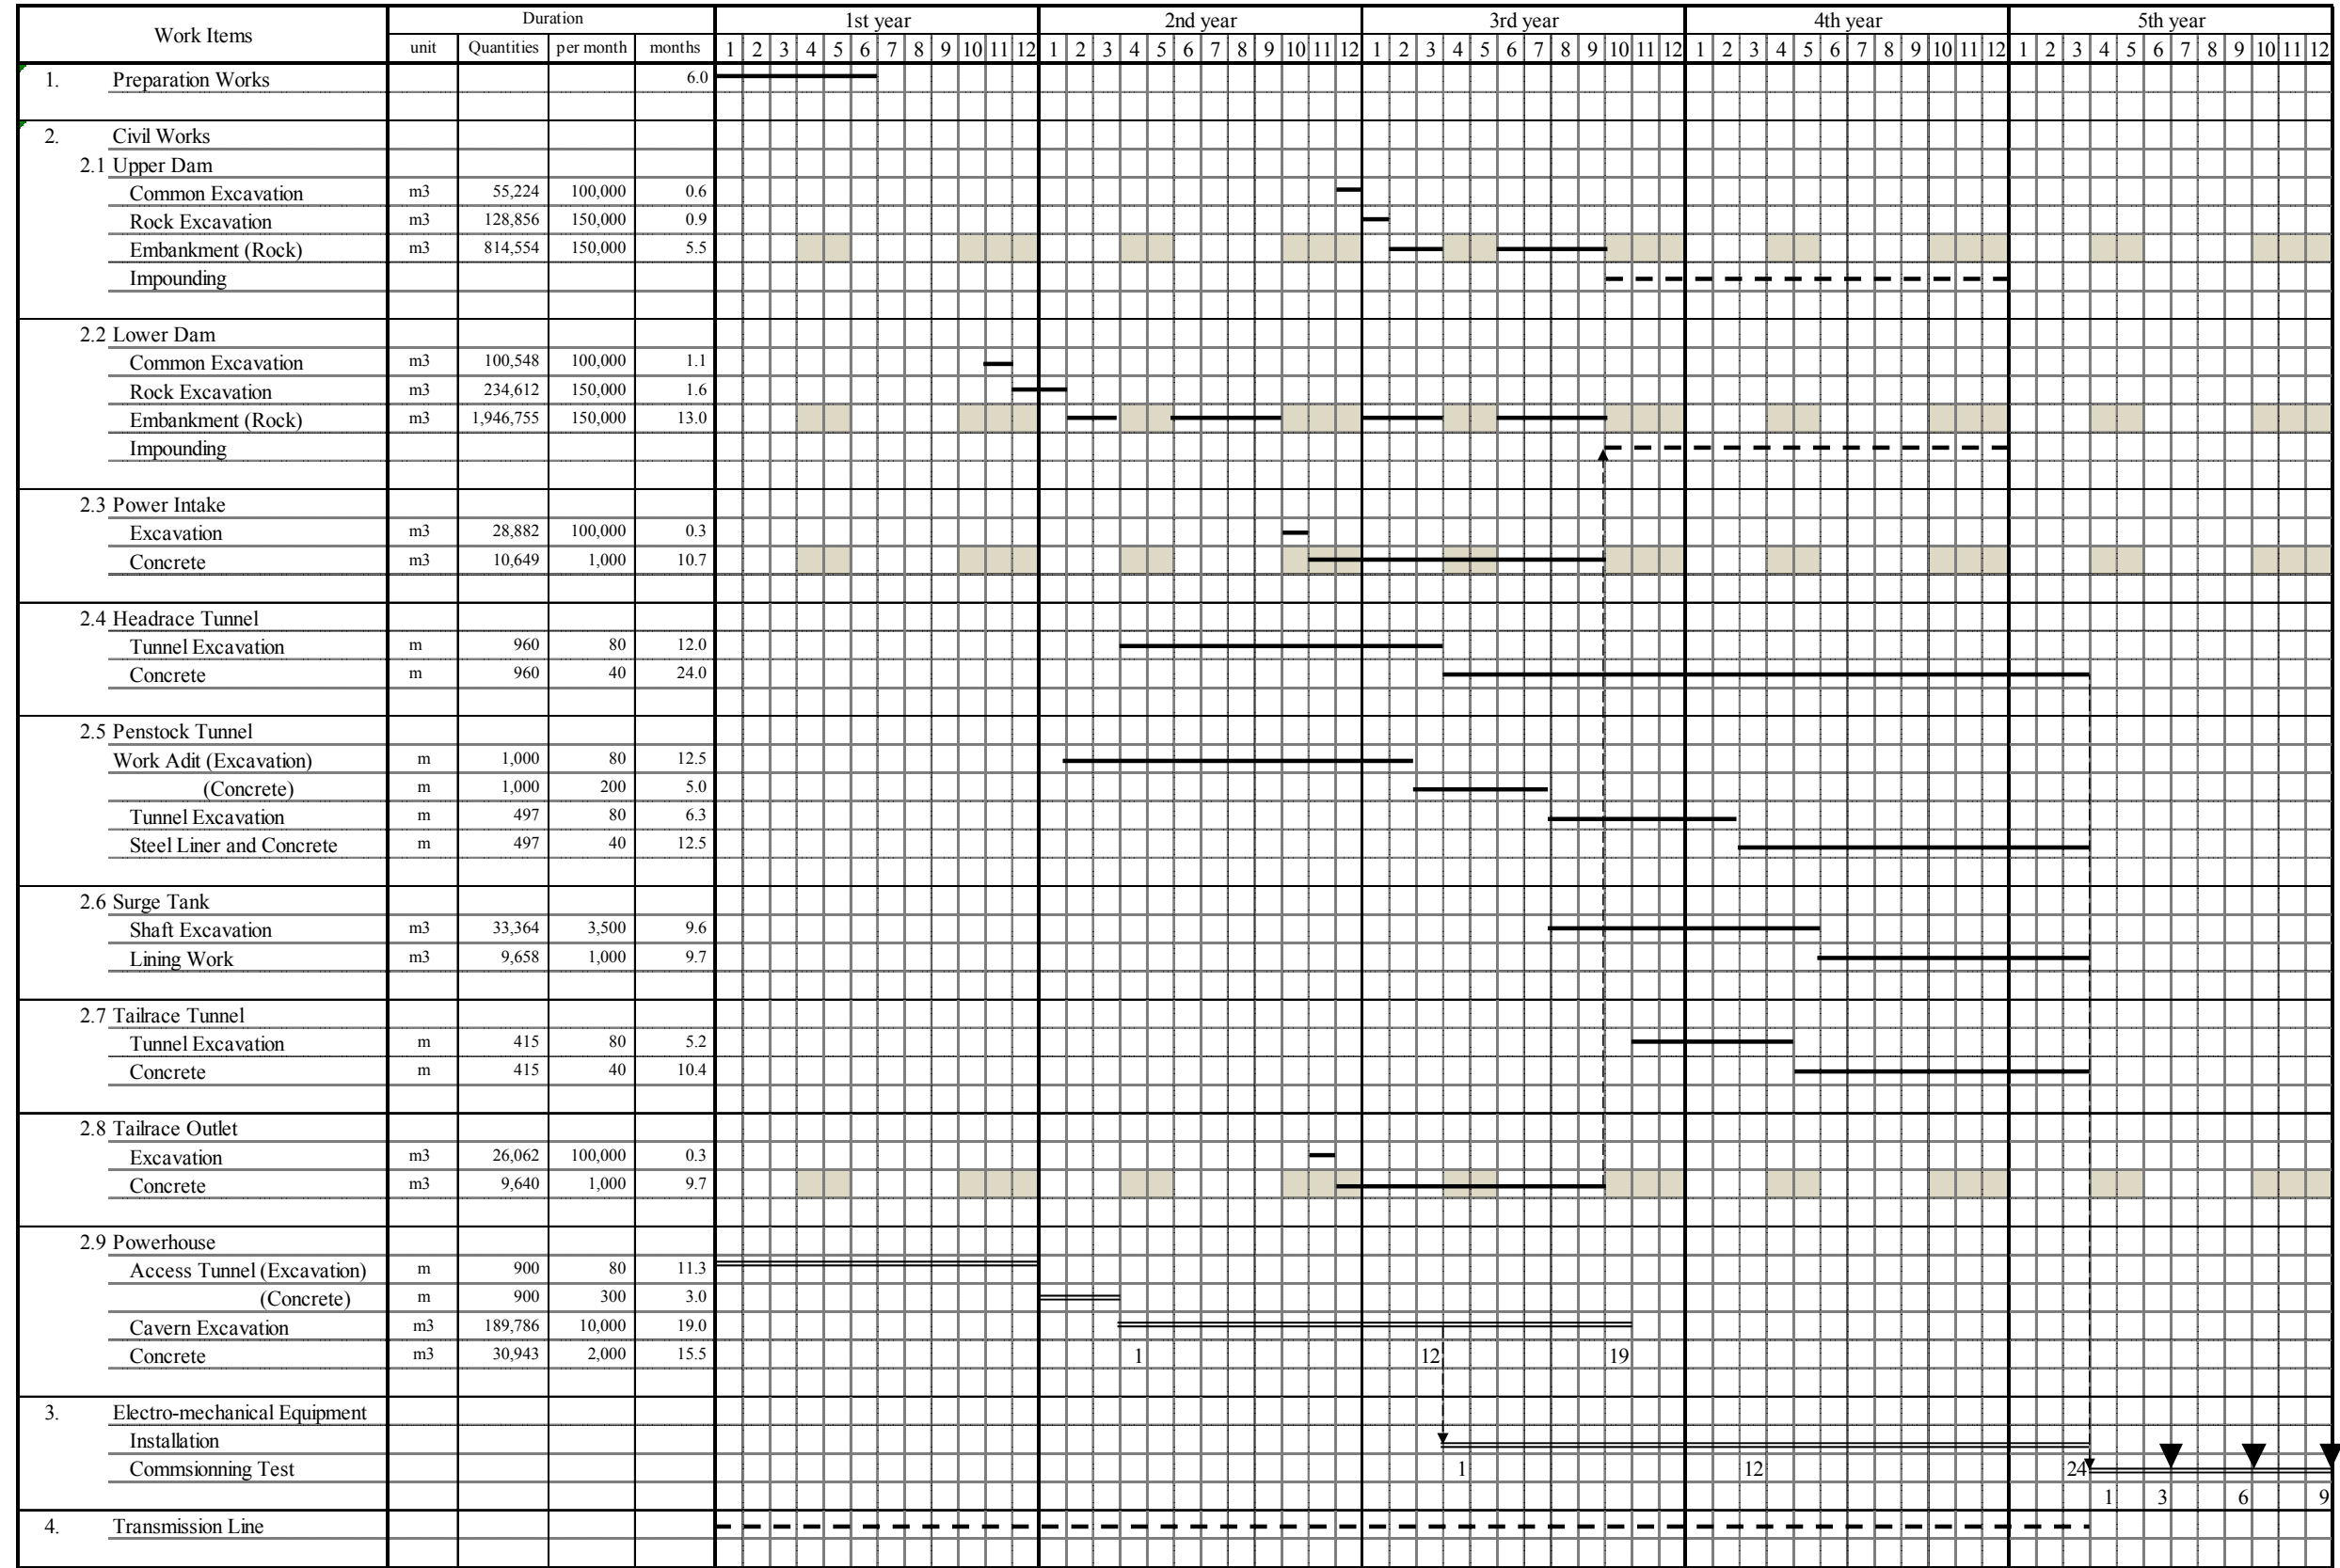 Work Items Duration 1st year 2nd year 3rd year 4th year 5th year
unit Quantities per month months 1 2 3 4 5 6 7 8 9 10 11 12 1 2 3 4 5 6 7 8 9 10 11 12 1 2 3 4 5 6 7 8 9 10 11 12 1 2 3 4 5 6 7 8 9 10 11 12 1 2 3 4 5 6 7 8 9 10 11 12
1. Preparation Works 6.0
2. Civil Works
2.1 Upper Dam
Common Excavation m3 55,224 100,000 0.6
Rock Excavation m3 128,856 150,000 0.9
Embankment (Rock) m3 814,554 150,000 5.5
Impounding
2.2 Lower Dam
Common Excavation m3 100,548 100,000 1.1
Rock Excavation m3 234,612 150,000 1.6
Embankment (Rock) m3 1,946,755 150,000 13.0
Impounding
2.3 Power Intake
Excavation m3 28,882 100,000 0.3
Concrete m3 10,649 1,000 10.7
2.4 Headrace Tunnel
Tunnel Excavation m 960 80 12.0
Concrete m 960 40 24.0
2.5 Penstock Tunnel
Work Adit (Excavation) m 1,000 80 12.5
(Concrete) m 1,000 200 5.0
Tunnel Excavation m 497 80 6.3
Steel Liner and Concrete m 497 40 12.5
2.6 Surge Tank
Shaft Excavation m3 33,364 3,500 9.6
Lining Work m3 9,658 1,000 9.7
2.7 Tailrace Tunnel
Tunnel Excavation m 415 80 5.2
Concrete m 415 40 10.4
2.8 Tailrace Outlet
Excavation m3 26,062 100,000 0.3
Concrete m3 9,640 1,000 9.7
2.9 Powerhouse
Access Tunnel (Excavation) m 900 80 11.3
(Concrete) m 900 300 3.0
Cavern Excavation m3 189,786 10,000 19.0
Concrete m3 30,943 2,000 15.5 1 12 19
3. Electro-mechanical Equipment
Installation
Commsionning Test 1 12 24
1 3 6 9
4. Transmission Line